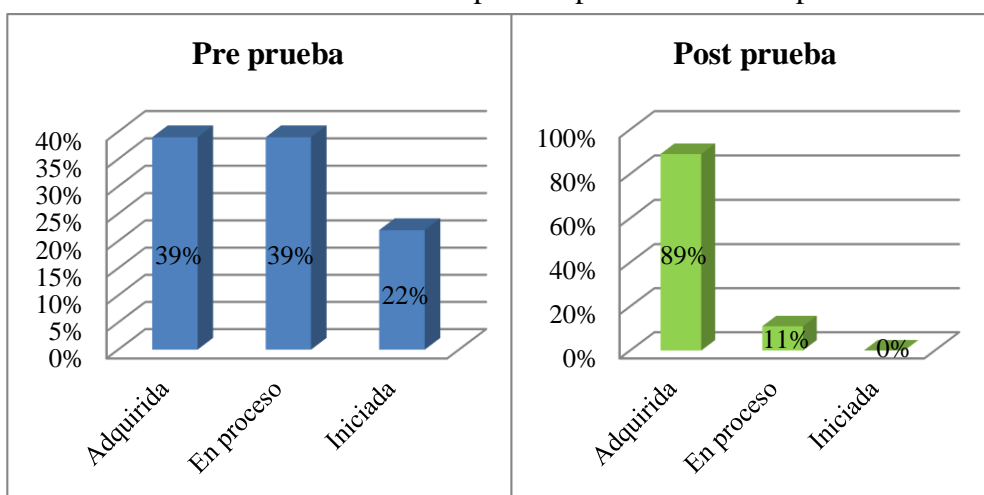 Pre prueba
40%
35%
30%
25%
20%
15%
10%
5%
0%
39%
39%
22%
Adquirida
En proceso
Iniciada
Post prueba
100%
80%
60%
40%
20%
0%
89%
11%
0%
Adquirida
En proceso
Iniciada